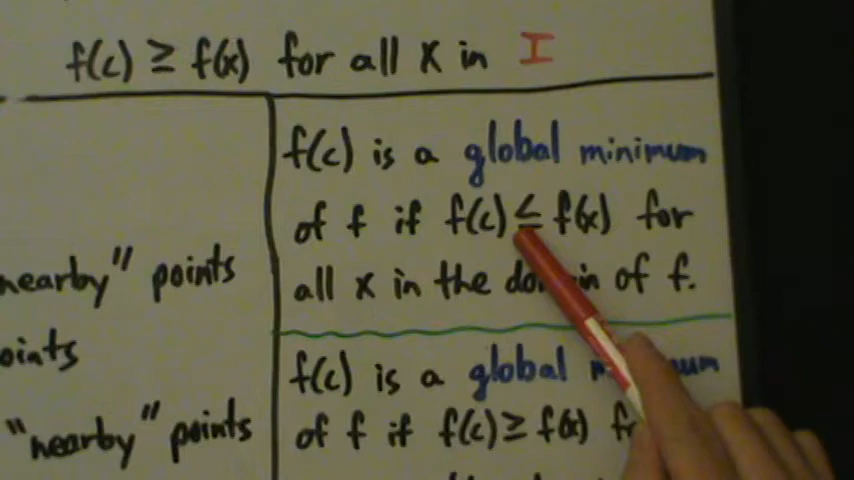 f(c) ≥ f(x) for all x in I
f(c) is a global minimum
of f if f(c) ≤ f(x) for
all x in the domain of f.
nearby" points
oints
"nearby" points
f(c) is a global
of f if f(c) ≥ f(x)